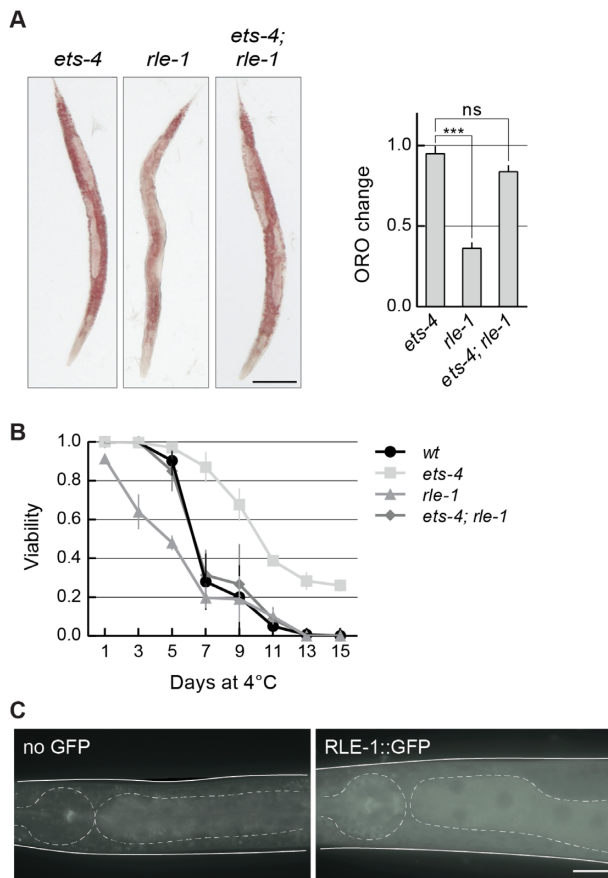 A
ets-4
rle-1
ets-4;
rle-1
ns
***
1.0
0.5
0.0
ORO change
ets-4
rle-1
ets-4; rle-1
B
1.0
0.8
0.6
0.4
0.2
0.0
Viability
1 3 5 7 9 11 13 15
Days at 4°C
wt
ets-4
rle-1
ets-4; rle-1
C
no GFP
RLE-1::GFP